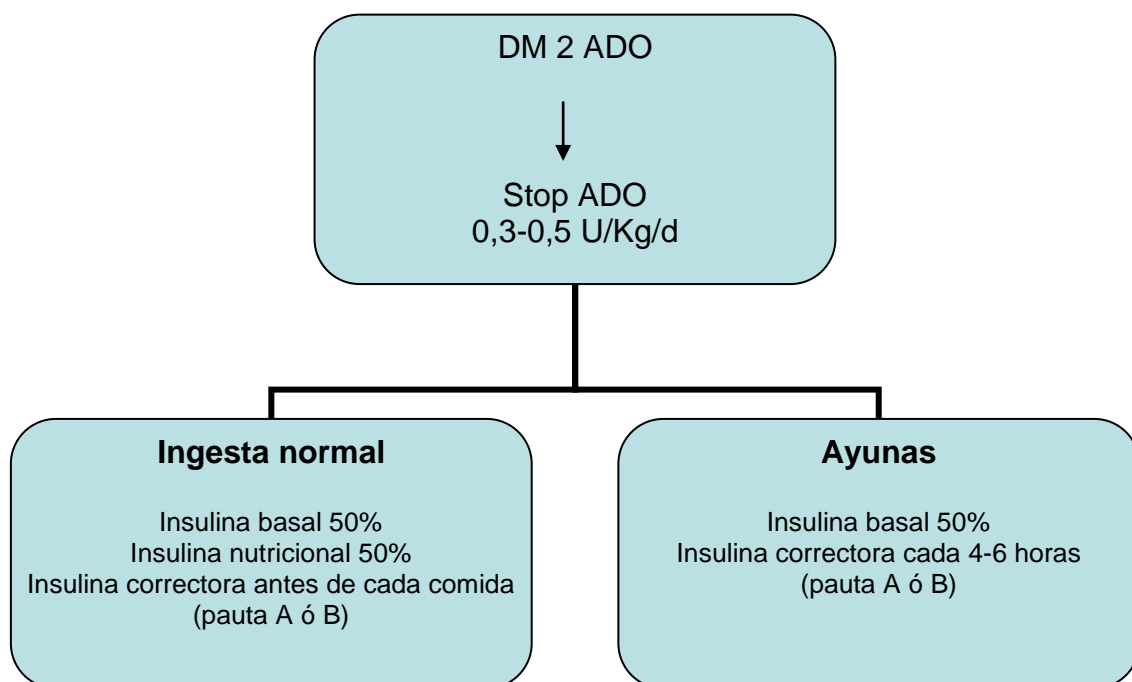 DM 2 ADO
Stop ADO
0,3-0,5 U/Kg/d
Ingesta normal
Insulina basal 50%
Insulina nutricional 50%
Insulina correctora antes de cada comida
(pauta A ó B)
Ayunas
Insulina basal 50%
Insulina correctora cada 4-6 horas
(pauta A ó B)